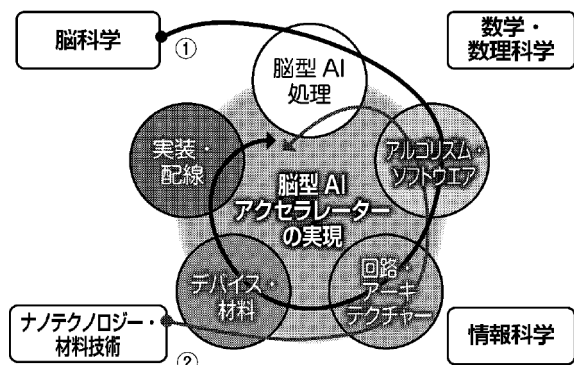 脳科学
①
数学・
数理科学
脳型 AI
処理
実装・
配線
アルゴリズム・
ソフトウエア
脳型 AI
アクセラレーター
の実現
デバイス・
材料
回路・
アーキ
テクチャー
ナノテクノロジー・
材料技術
②
情報科学